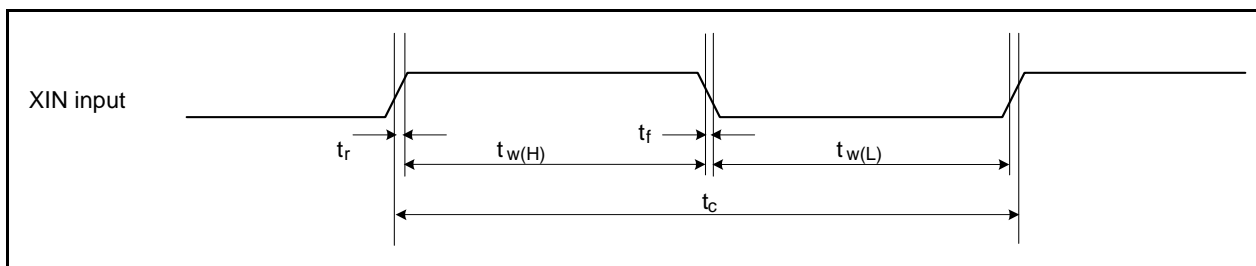 XIN input
tr
tw(H)
tf
tw(L)
tc